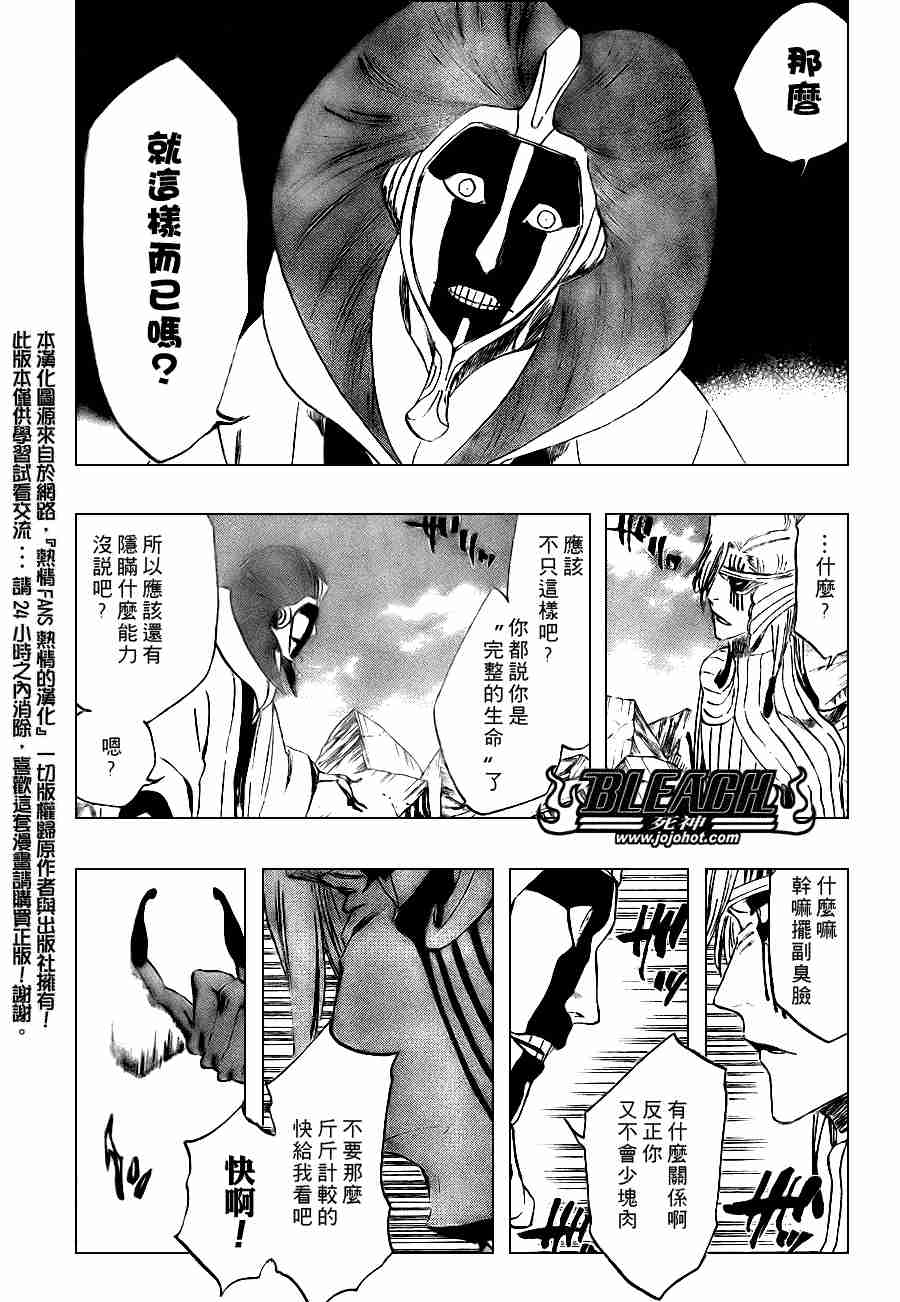 那麼
就這樣而已嗎？
…什麼？
應該
不只這樣吧？
你都説你是
〝完整的生命〞了
所以應該還有
隱瞞什麼能力
沒説吧？
嗯？
BLEACH
死神
www.jojohot.com
什麼嘛
幹嘛擺副臭臉
有什麼關係啊
反正你
又不會少塊肉
不要那麼
斤斤計較的
快給我看吧
快啊！
本漢化圖源來自於網路，『熱情FANS熱情的漢化』一切版權歸原作者與出版社擁有！
此版本僅供學習試看交流…請24小時之內消除，喜歡這套漫畫請購買正版！謝謝。